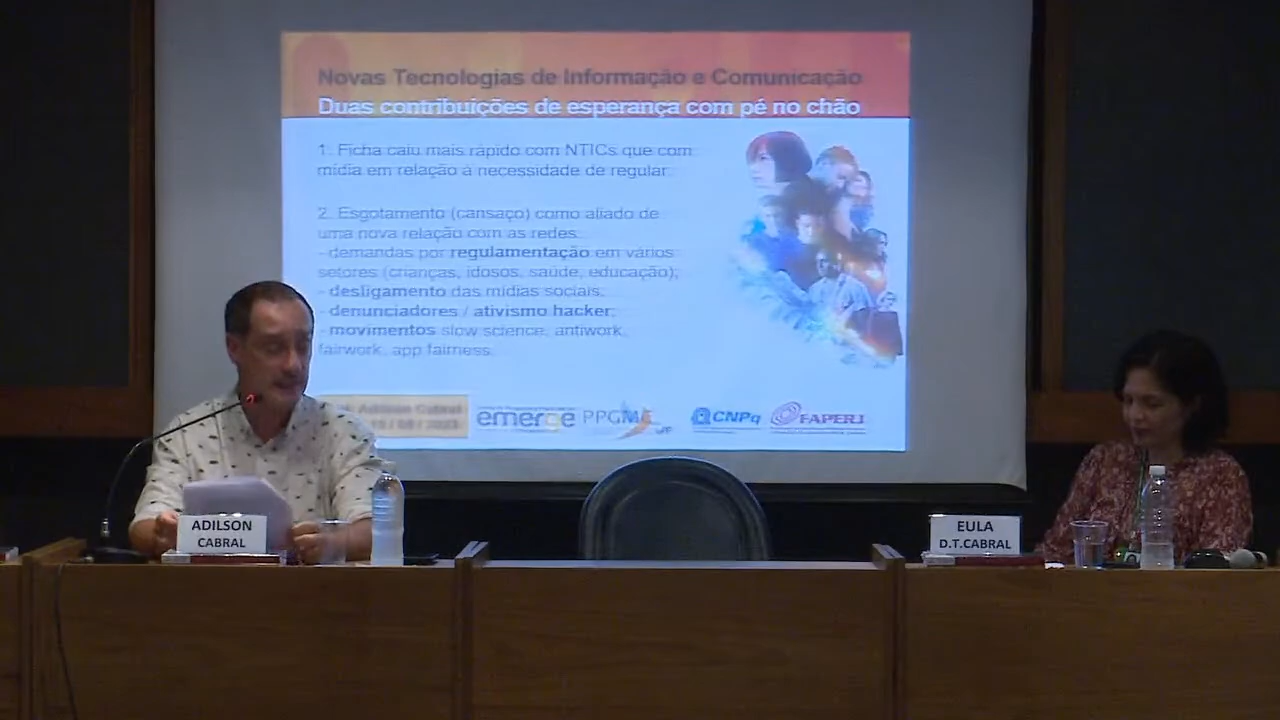 Novas Tecnologias de Informação e Comunicação
Duas contribuições de esperança com pé no chão
1. Ficha caiu mais rápido com NTICs que com
mídia em relação à necessidade de regular.
2. Esgotamento (cansaço) como aliado de
uma nova relação com as redes:
- demandas por regulamentação em vários
setores (crianças, idosos, saúde, educação);
- desligamento das mídias sociais;
- denunciadores / ativismo hacker;
- movimentos slow science, antiwork,
fairwork, app fairness.
Adilson Cabral
emerge
PPGMC
UFF
CNPq
FAPERJ
ADILSON
CABRAL
EULA
D.T.CABRAL